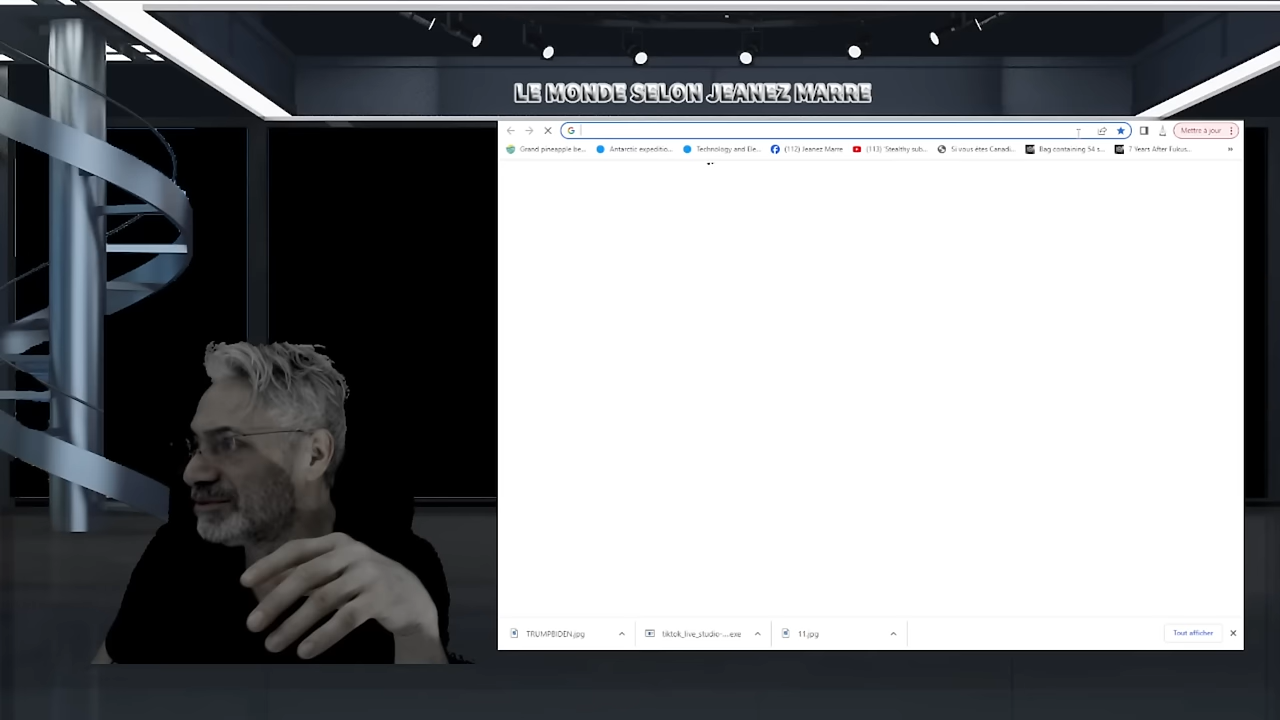 LE MONDE SELON JEANEZ MARRE
Mettre à jour
Grand pineapple be... Antarctic expeditio... Technology and Ele... (112) Jeanez Marre (113) 'Stealthy sub... Si vous êtes Canadi... Bag containing 54 s... 7 Years After Fukus...
TRUMPBIDEN.jpg tiktok_live_studio-....exe 11.jpg Tout afficher